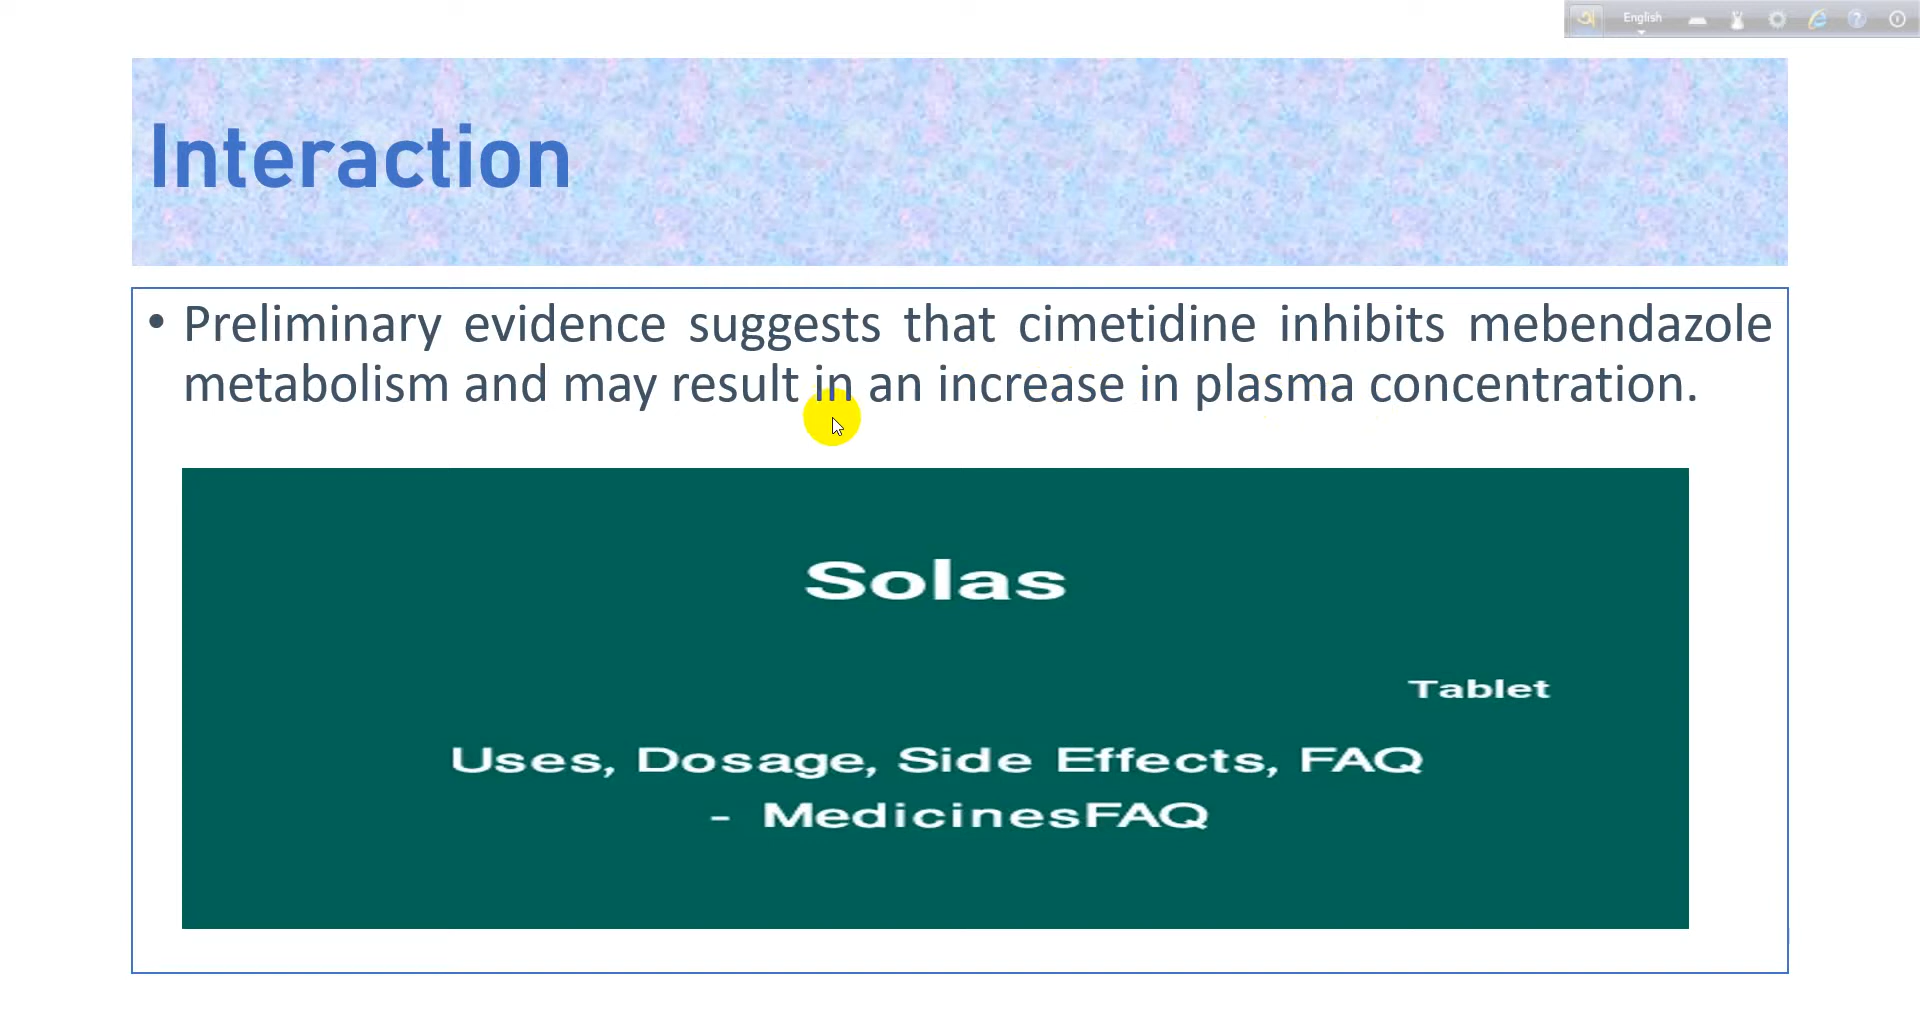 English
Interaction
• Preliminary evidence suggests that cimetidine inhibits mebendazole
metabolism and may result in an increase in plasma concentration.
Solas
Tablet
Uses, Dosage, Side Effects, FAQ
- MedicinesFAQ